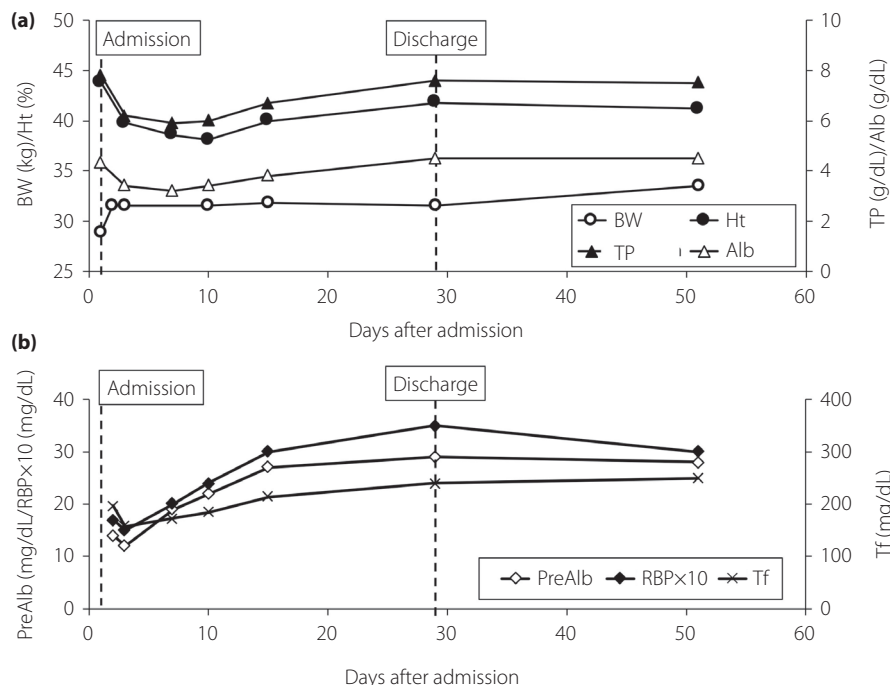 (a)
50
45
40
35
30
25
BW (kg)/Ht (%)
Admission
Discharge
10
8
6
4
2
0
TP (g/dL)/Alb (g/dL)
BW
Ht
TP
Alb
0 10 20 30 40 50 60
Days after admission
(b)
40
30
20
10
0
PreAlb (mg/dL/RBP×10 (mg/dL)
Admission
Discharge
400
300
200
100
0
Tf (mg/dL)
PreAlb RBP×10 Tf
0 10 20 30 40 50 60
Days after admission